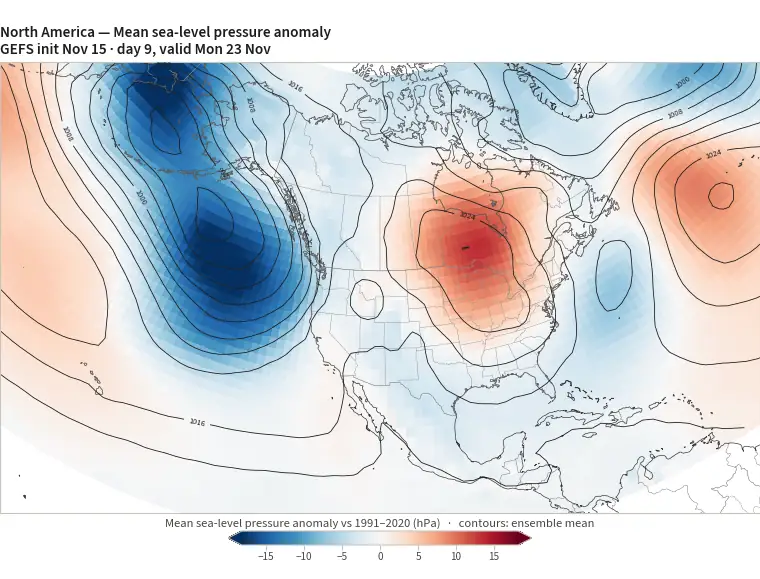 North America — Mean sea-level pressure anomaly
GEFS init Nov 15 · day 9, valid Mon 23 Nov
1016
1008
1000
1008
1024
1008
1000
1024
1016
Mean sea-level pressure anomaly vs 1991–2020 (hPa) · contours: ensemble mean
−15 −10 −5 0 5 10 15